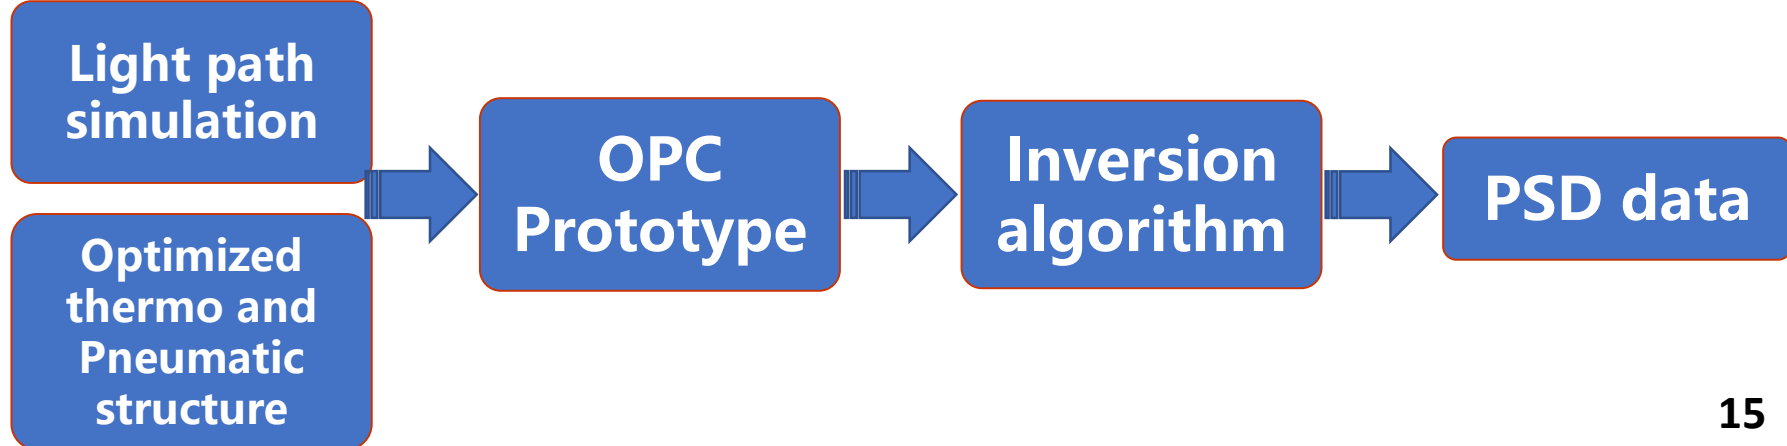 Light path
simulation
Optimized
thermo and
Pneumatic
structure
OPC
Prototype
Inversion
algorithm
PSD data
15